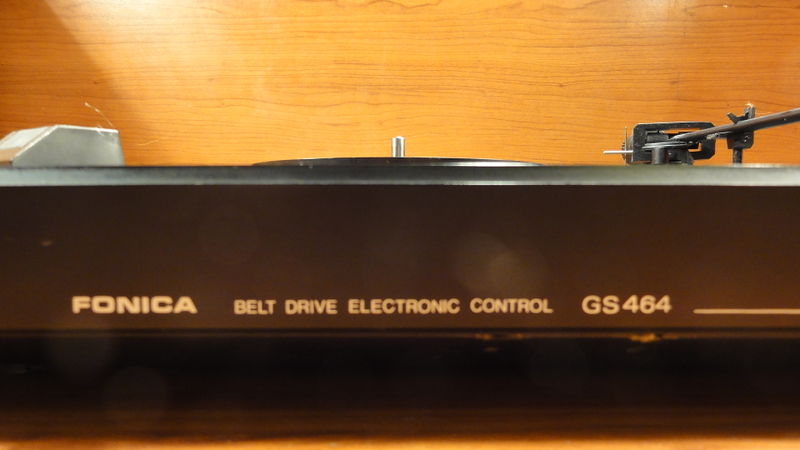 FONICA BELT DRIVE ELECTRONIC CONTROL GS464